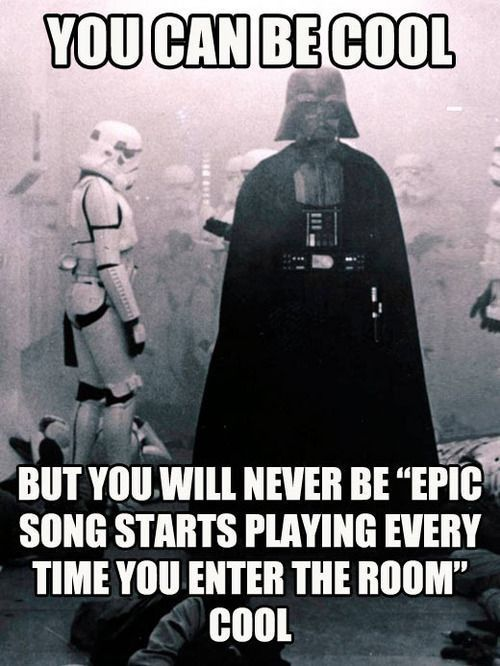 YOU CAN BE COOL
BUT YOU WILL NEVER BE “EPIC
SONG STARTS PLAYING EVERY
TIME YOU ENTER THE ROOM”
COOL